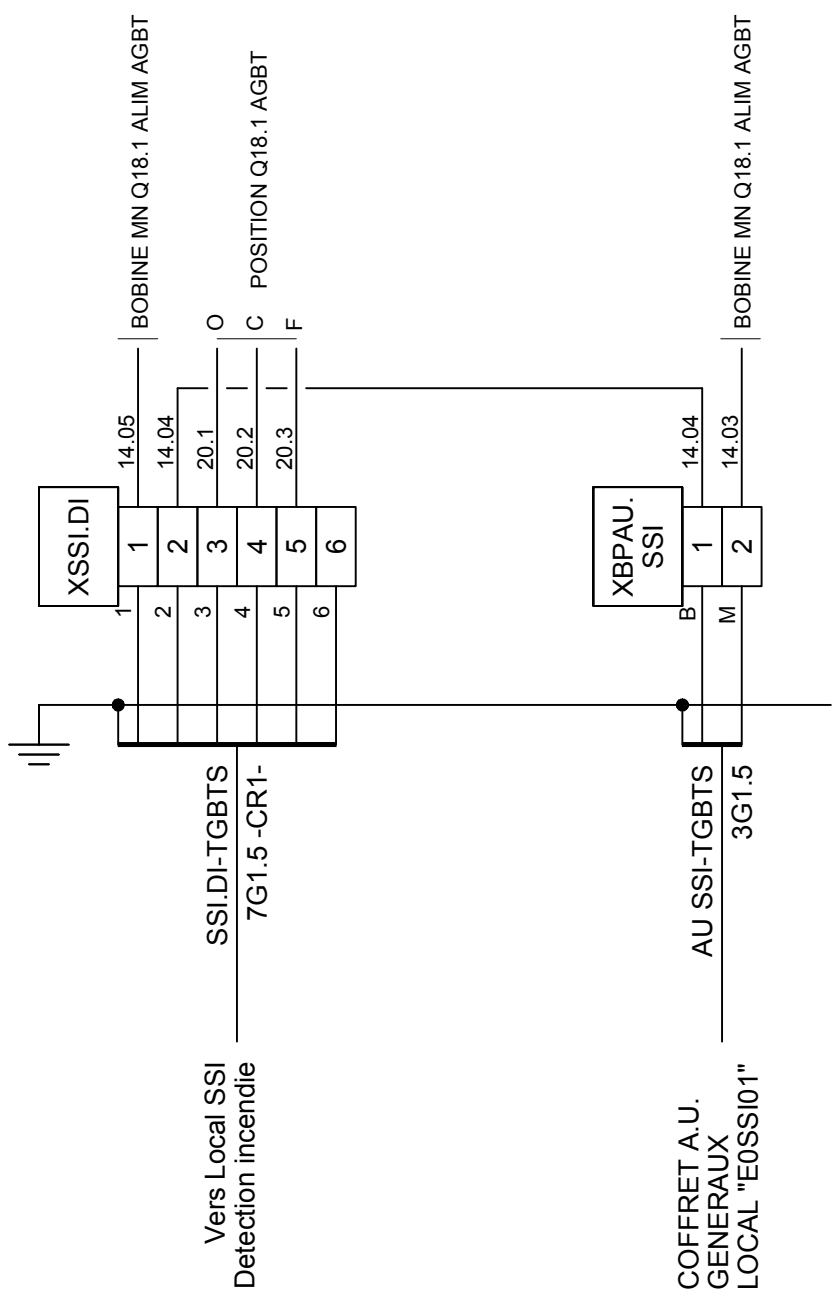 BOBINE MN Q18.1 ALIM AGBT
POSITION Q18.1 AGBT
O
C
F
14.05
14.04
20.1
20.2
20.3
XSSI.DI
1
2
3
4
5
6
1
2
3
4
5
6
SSI.DI-TGBTS
7G1.5 -CR1-
Vers Local SSI
Detection incendie
BOBINE MN Q18.1 ALIM AGBT
14.04
14.03
XBPAU.
SSI
1
2
B
M
AU SSI-TGBTS
3G1.5
COFFRET A.U.
GENERAUX
LOCAL "E0SSI01"